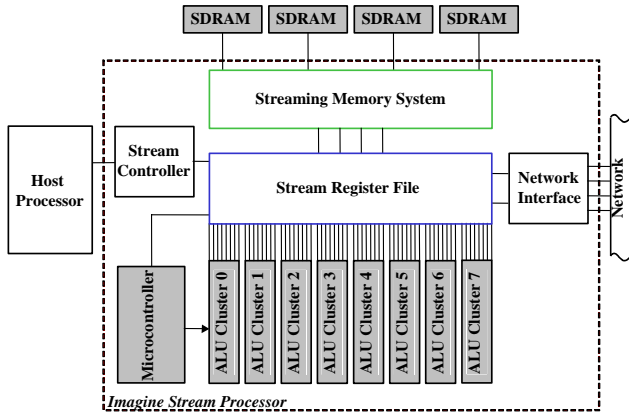 SDRAM
SDRAM
SDRAM
SDRAM
Streaming Memory System
Host
Processor
Stream
Controller
Stream Register File
Network
Interface
Network
Microcontroller
ALU Cluster 0
ALU Cluster 1
ALU Cluster 2
ALU Cluster 3
ALU Cluster 4
ALU Cluster 5
ALU Cluster 6
ALU Cluster 7
Imagine Stream Processor